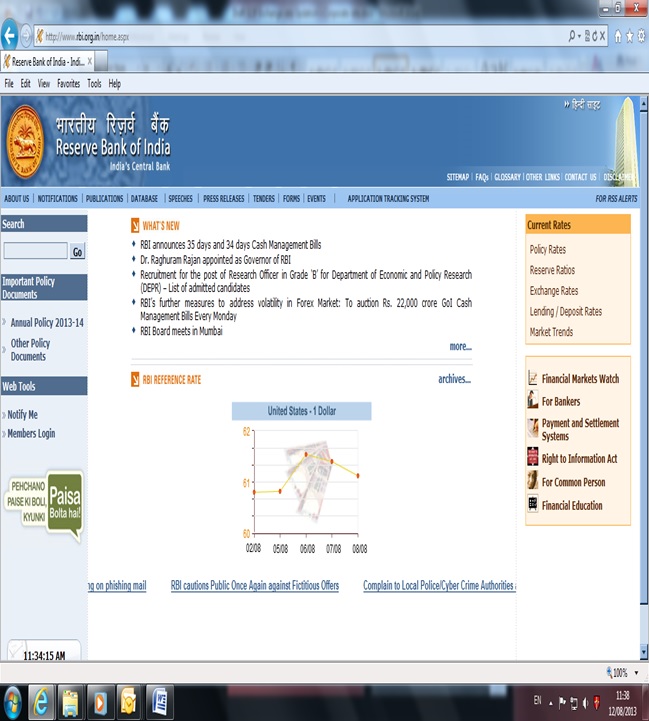 http://www.rbi.org.in/home.aspx
Reserve Bank of India - Indi...
File Edit View Favorites Tools Help
हिन्दी साइट
भारतीय रिज़र्व बैंक
Reserve Bank of India
India's Central Bank
SITEMAP | FAQs | GLOSSARY | OTHER LINKS | CONTACT US | DISCLAIMER
ABOUT US | NOTIFICATIONS | PUBLICATIONS | DATABASE | SPEECHES | PRESS RELEASES | TENDERS | FORMS | EVENTS | APPLICATION TRACKING SYSTEM FOR RSS ALERTS
Search
Go
Important Policy
Documents
Annual Policy 2013-14
Other Policy
Documents
Web Tools
Notify Me
Members Login
PEHCHANO
PAISE KI BOLI,
KYUNKI
Paisa
Bolta hai!
11:34:15 AM
WHAT'S NEW
RBI announces 35 days and 34 days Cash Management Bills
Dr. Raghuram Rajan appointed as Governor of RBI
Recruitment for the post of Research Officer in Grade 'B' for Department of Economic and Policy Research
(DEPR) – List of admitted candidates
RBI's further measures to address volatility in Forex Market: To auction Rs. 22,000 crore GoI Cash
Management Bills Every Monday
RBI Board meets in Mumbai
more...
RBI REFERENCE RATE archives...
United States - 1 Dollar
62
61
60
02/08 05/08 06/08 07/08 08/08
ng on phishing mail RBI cautions Public Once Again against Fictitious Offers Complain to Local Police/Cyber Crime Authorities a
Current Rates
Policy Rates
Reserve Ratios
Exchange Rates
Lending / Deposit Rates
Market Trends
Financial Markets Watch
For Bankers
Payment and Settlement
Systems
Right to Information Act
For Common Person
Financial Education
100%
EN
11:38
12/08/2013